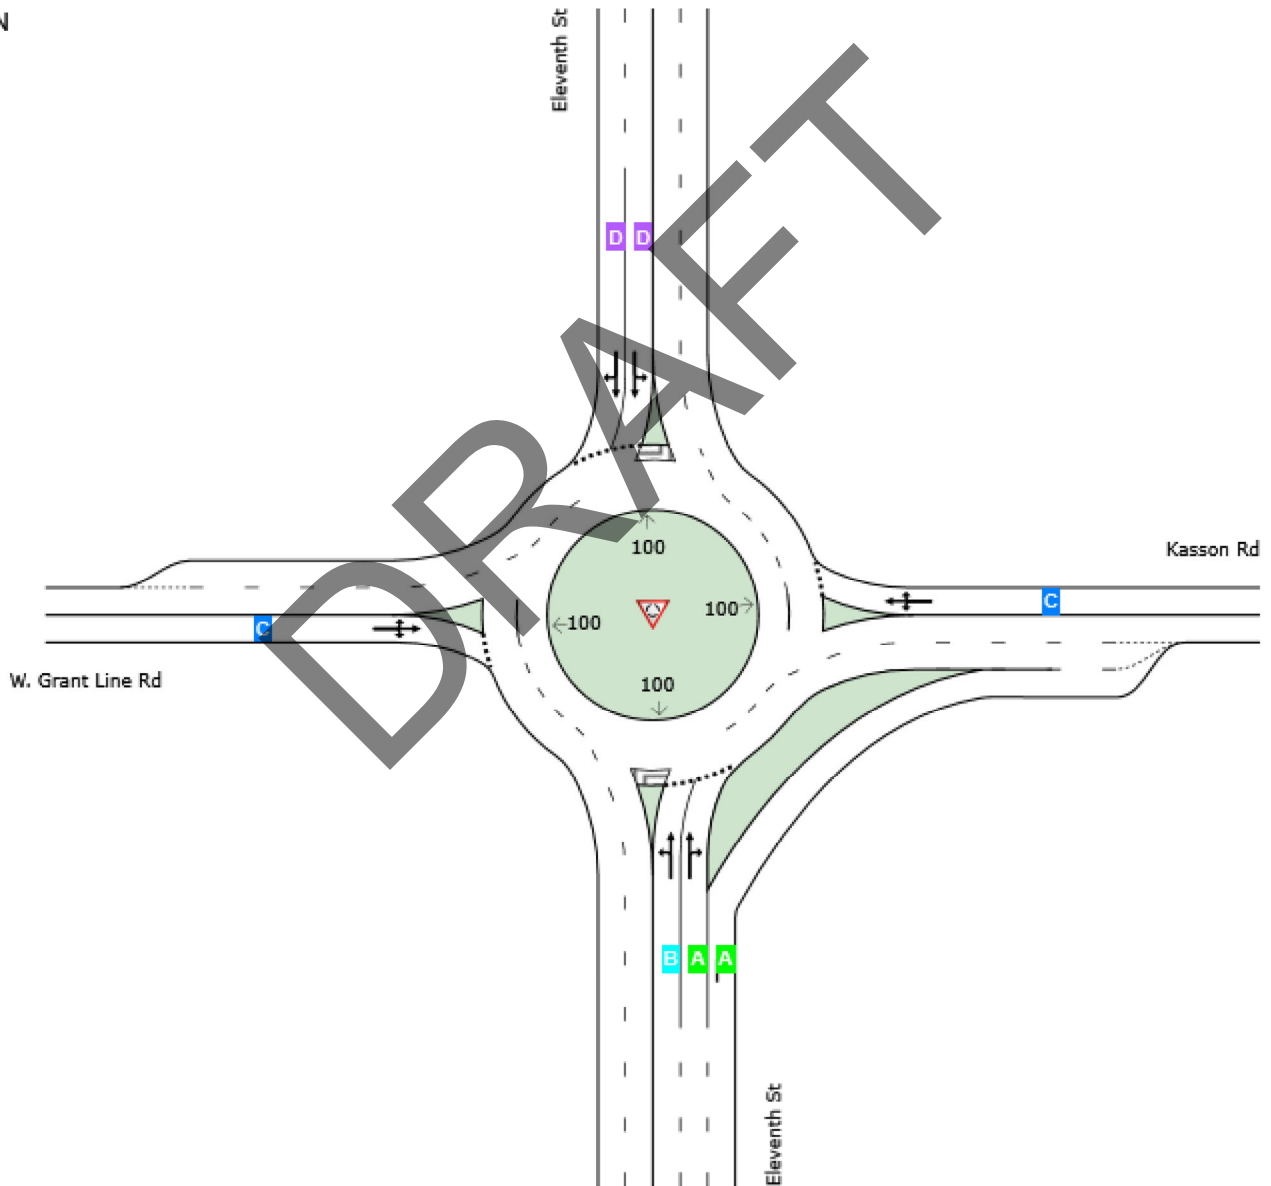 N
Eleventh St
D D
DRAFT
100
Kasson Rd
100
100
C
C
W. Grant Line Rd
100
B A A
Eleventh St